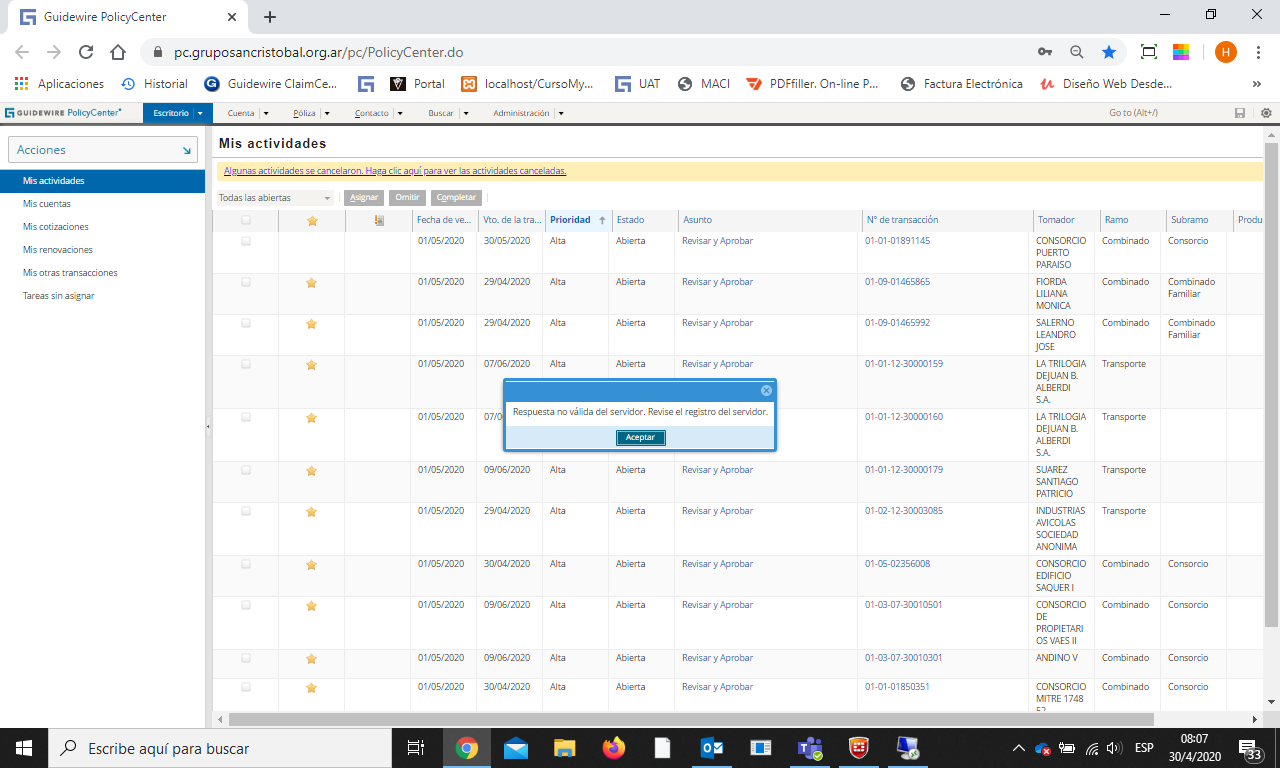 Guidewire PolicyCenter
pc.gruposancristobal.org.ar/pc/PolicyCenter.do
H
Aplicaciones Historial Guidewire ClaimCe... Portal localhost/CursoMy... UAT MACI PDFfiller. On-line P... Factura Electrónica Diseño Web Desde... »
GUIDEWIRE PolicyCenter® Escritorio Cuenta Póliza Contacto Buscar Administración Go to (Alt+/)
Acciones
Mis actividades
Mis cuentas
Mis cotizaciones
Mis renovaciones
Mis otras transacciones
Tareas sin asignar
Mis actividades
Algunas actividades se cancelaron. Haga clic aquí para ver las actividades canceladas.
Todas las abiertas Asignar Omitir Completar
Fecha de ve... Vto. de la tra... Prioridad Estado Asunto N° de transacción Tomador Ramo Subramo Produ
01/05/2020 30/05/2020 Alta Abierta Revisar y Aprobar 01-01-01891145 CONSORCIO Combinado Consorcio
PUERTO
PARAISO
01/05/2020 29/04/2020 Alta Abierta Revisar y Aprobar 01-09-01465865 FIORDA Combinado Combinado
LILIANA Familiar
MONICA
01/05/2020 29/04/2020 Alta Abierta Revisar y Aprobar 01-09-01465992 SALERNO Combinado Combinado
LEANDRO Familiar
JOSE
01/05/2020 07/06/2020 Alta Abierta Revisar y Aprobar 01-01-12-30000159 LA TRILOGIA Transporte
DEJUAN B.
ALBERDI
S.A.
01/05/2020 07/0 01-01-12-30000160 LA TRILOGIA Transporte
DEJUAN B.
ALBERDI
S.A.
Respuesta no válida del servidor. Revise el registro del servidor.
Aceptar
01/05/2020 09/06/2020 Alta Abierta Revisar y Aprobar 01-01-12-30000179 SUAREZ Transporte
SANTIAGO
PATRICIO
01/05/2020 29/04/2020 Alta Abierta Revisar y Aprobar 01-02-12-30003085 INDUSTRIAS Transporte
AVICOLAS
SOCIEDAD
ANONIMA
01/05/2020 30/04/2020 Alta Abierta Revisar y Aprobar 01-05-02356008 CONSORCIO Combinado Consorcio
EDIFICIO
SAQUER I
01/05/2020 09/06/2020 Alta Abierta Revisar y Aprobar 01-03-07-30010501 CONSORCIO Combinado Consorcio
DE
PROPIETARI
OS VAES II
01/05/2020 09/06/2020 Alta Abierta Revisar y Aprobar 01-03-07-30010301 ANDINO V Combinado Consorcio
01/05/2020 30/04/2020 Alta Abierta Revisar y Aprobar 01-01-01850351 CONSORCIO Combinado Consorcio
MITRE 1748
52
Escribe aquí para buscar
ESP
08:07
30/4/2020
33